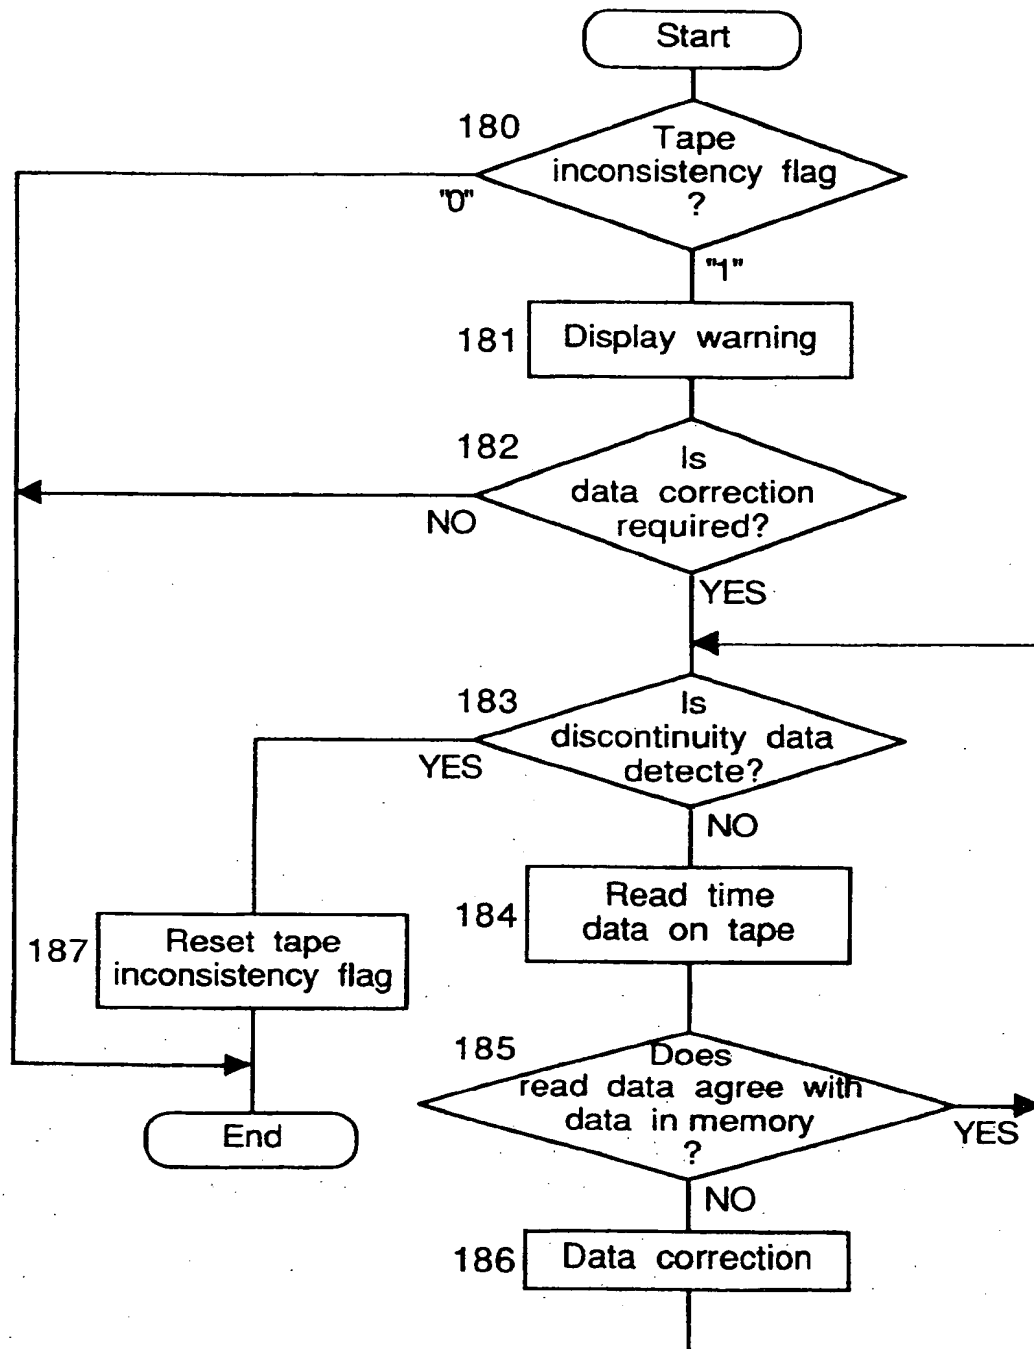 Start
180
Tape
inconsistency flag
?
"0"
"1"
181
Display warning
182
Is
data correction
required?
NO
YES
183
Is
discontinuity data
detecte?
YES
NO
184
Read time
data on tape
187
Reset tape
inconsistency flag
185
Does
read data agree with
data in memory
?
YES
End
NO
186
Data correction